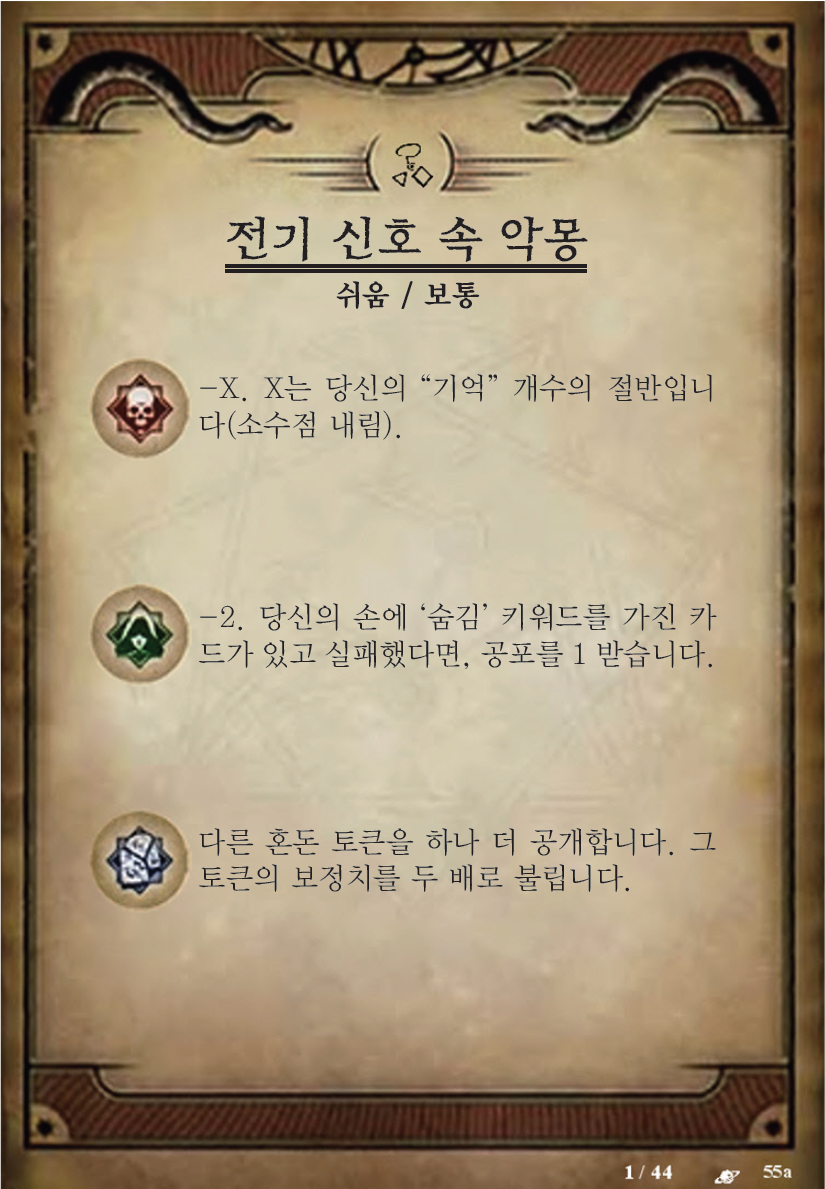 전기 신호 속 악몽
쉬움 / 보통
-X. X는 당신의 “기억” 개수의 절반입니
다(소수점 내림).
-2. 당신의 손에 ‘숨김’ 키워드를 가진 카
드가 있고 실패했다면, 공포를 1 받습니다.
다른 혼돈 토큰을 하나 더 공개합니다. 그
토큰의 보정치를 두 배로 불립니다.
1 / 44 55a